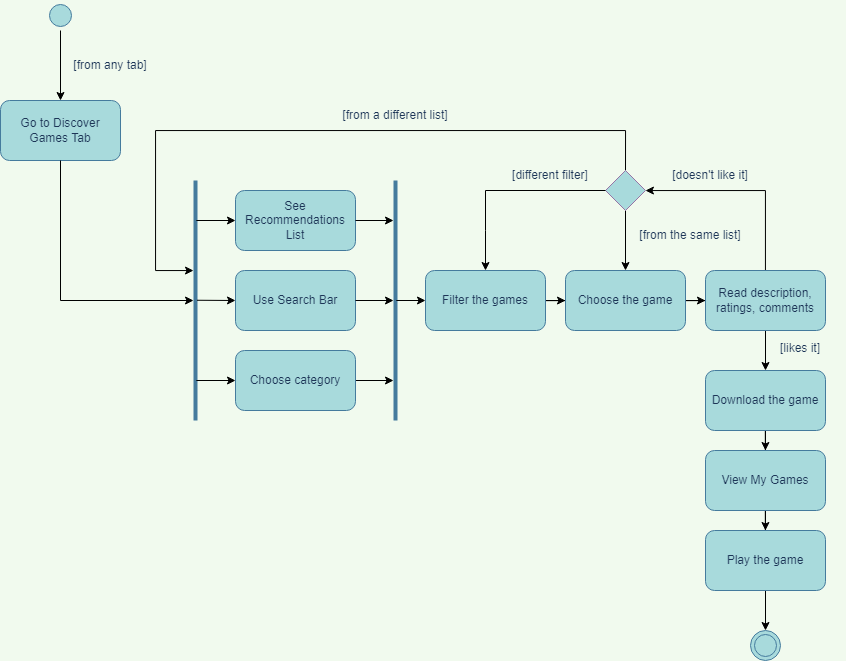 [from any tab]
Go to Discover
Games Tab
[from a different list]
[different filter]
[doesn't like it]
See
Recommendations
List
[from the same list]
Use Search Bar
Filter the games
Choose the game
Read description,
ratings, comments
[likes it]
Choose category
Download the game
View My Games
Play the game